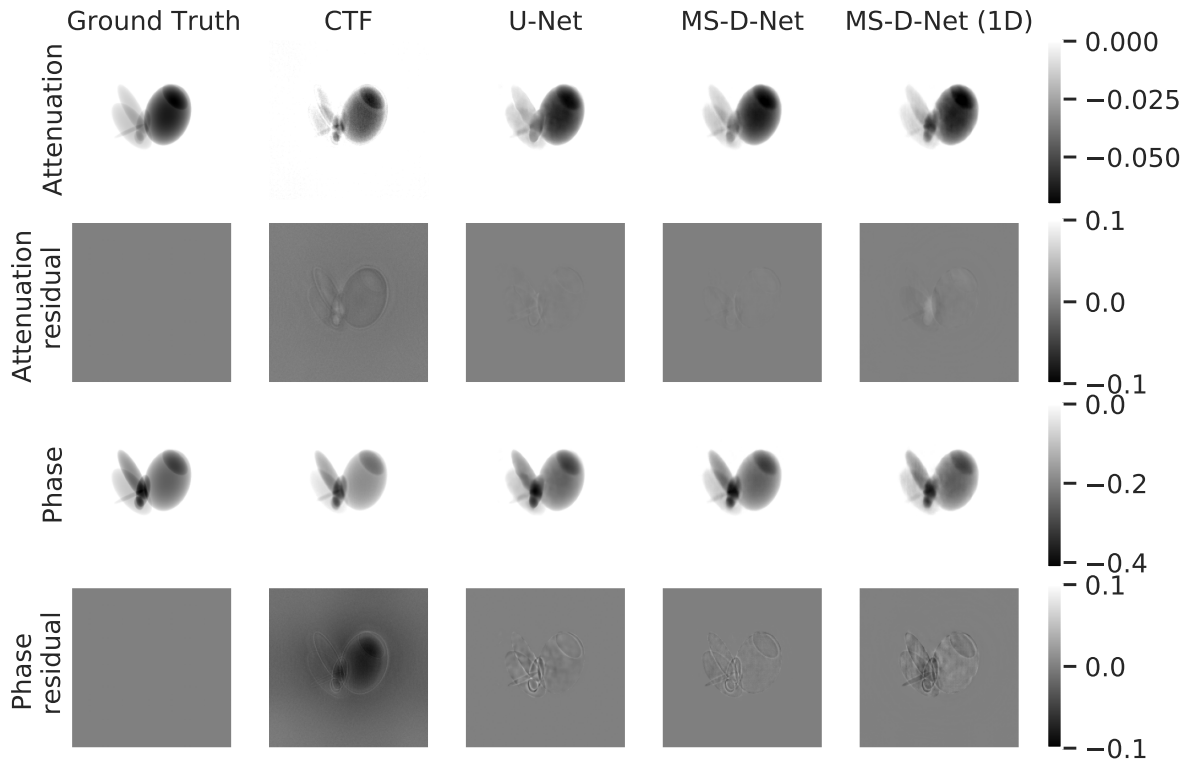 Ground Truth CTF U-Net MS-D-Net MS-D-Net (1D)
Attenuation
0.000
−0.025
−0.050
Attenuation
residual
0.1
0.0
−0.1
Phase
0.0
−0.2
−0.4
Phase
residual
0.1
0.0
−0.1